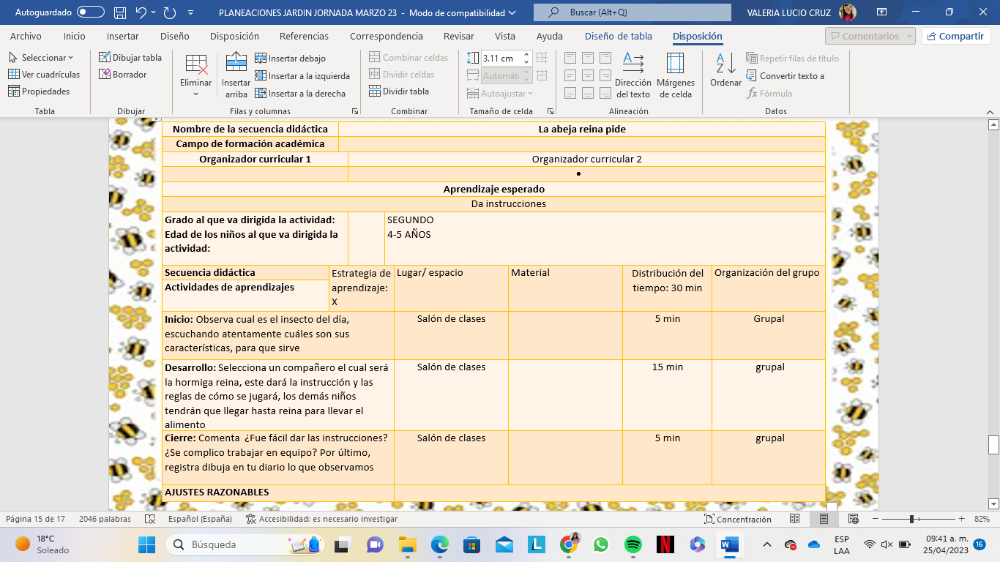 Autoguardado PLANEACIONES JARDIN JORNADA MARZO 23 - Modo de compatibilidad Buscar (Alt+Q) VALERIA LUCIO CRUZ
Archivo Inicio Insertar Diseño Disposición Referencias Correspondencia Revisar Vista Ayuda Diseño de tabla Disposición Comentarios Compartir
Seleccionar
Ver cuadrículas
Propiedades
Tabla
Dibujar tabla
Borrador
Dibujar
Eliminar
Insertar arriba
Insertar debajo
Insertar a la izquierda
Insertar a la derecha
Filas y columnas
Combinar celdas
Dividir celdas
Dividir tabla
Combinar
3.11 cm
Automáti
Autoajustar
Tamaño de celda
Dirección del texto
Márgenes de celda
Alineación
Ordenar
Repetir filas de título
Convertir texto a
fx Fórmula
Datos
Nombre de la secuencia didáctica La abeja reina pide
Campo de formación académica
Organizador curricular 1 Organizador curricular 2
•
Aprendizaje esperado
Da instrucciones
Grado al que va dirigida la actividad: SEGUNDO
Edad de los niños al que va dirigida la 4-5 AÑOS
actividad:
Secuencia didáctica
Actividades de aprendizajes
Estrategia de
aprendizaje:
X
Lugar/ espacio
Material
Distribución del
tiempo: 30 min
Organización del grupo
Inicio: Observa cual es el insecto del día,
escuchando atentamente cuáles son sus
características, para que sirve
Salón de clases
5 min
Grupal
Desarrollo: Selecciona un compañero el cual será
la hormiga reina, este dará la instrucción y las
reglas de cómo se jugará, los demás niños
tendrán que llegar hasta reina para llevar el
alimento
Salón de clases
15 min
grupal
Cierre: Comenta ¿Fue fácil dar las instrucciones?
¿Se complico trabajar en equipo? Por último,
registra dibuja en tu diario lo que observamos
Salón de clases
5 min
grupal
AJUSTES RAZONABLES
Página 15 de 17 2046 palabras Español (España) Accesibilidad: es necesario investigar Concentración 82%
18°C
Soleado
Búsqueda
ESP
LAA
09:41 a. m.
25/04/2023
16